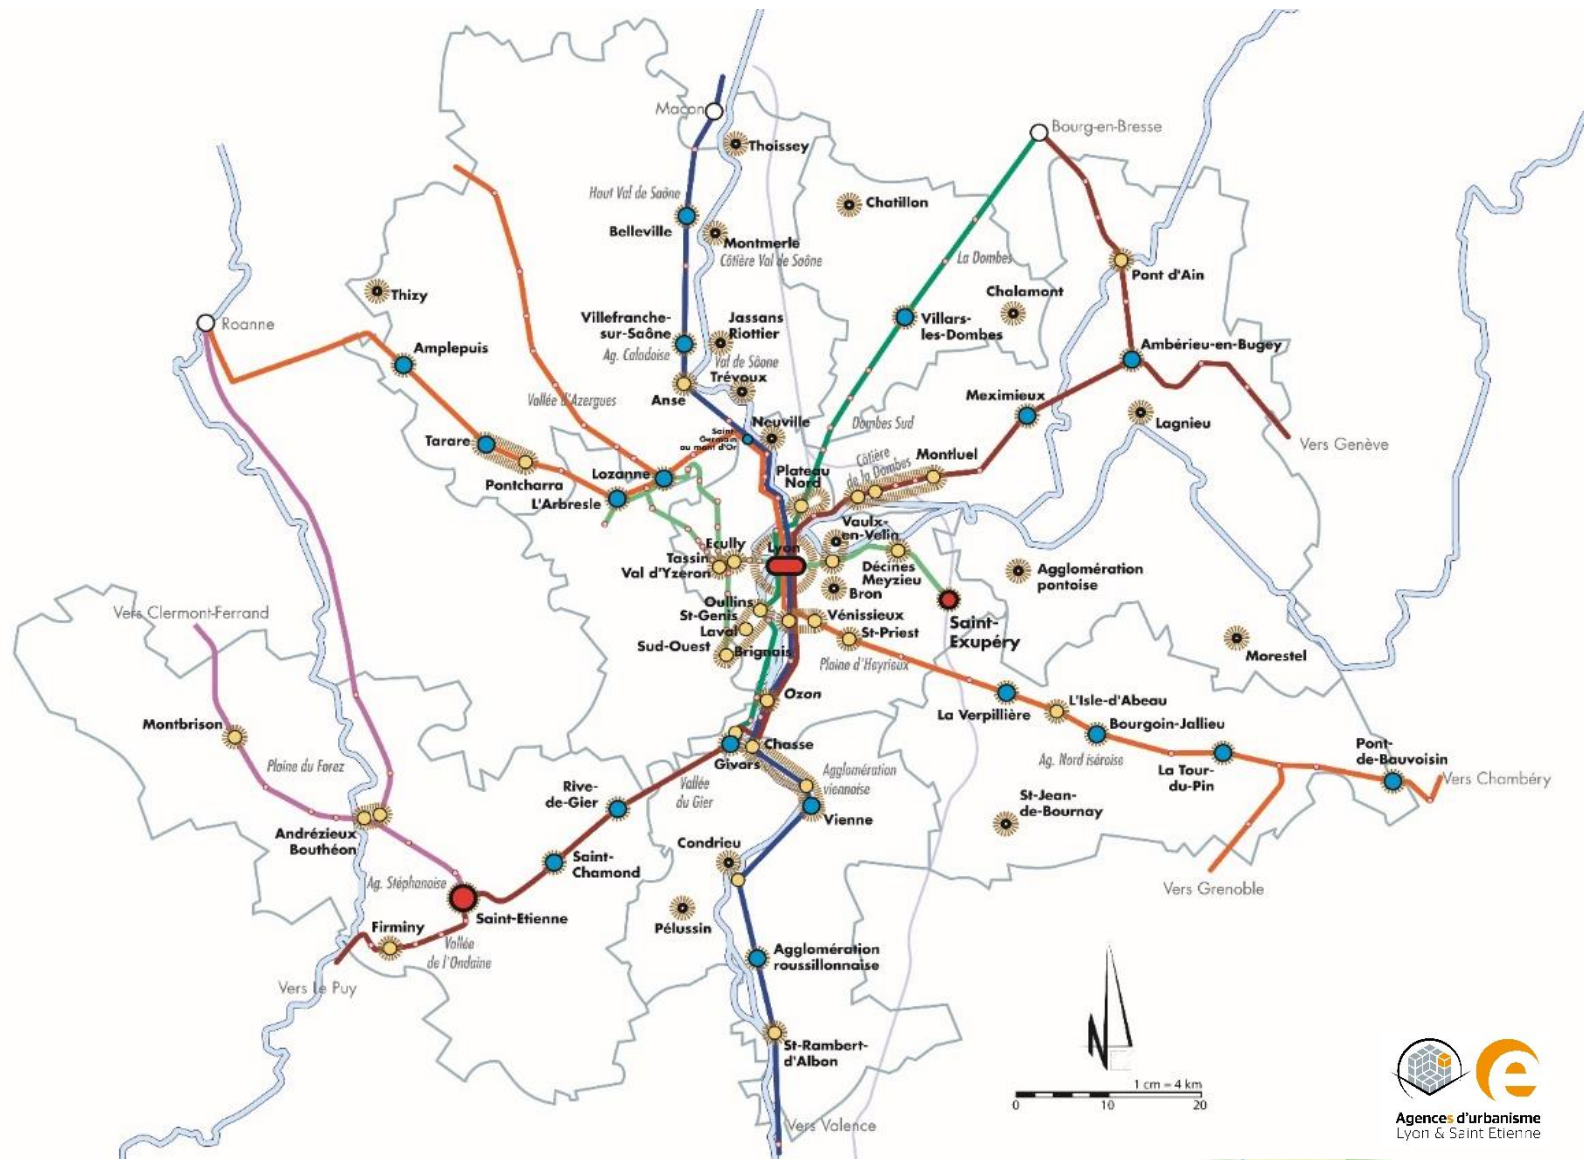 Macon
Thoissey
Bourg-en-Bresse
Haut Val de Saône
Chatillon
Belleville
Montmerle
Côtière Val de Saône
La Dombes
Pont d'Ain
Thizy
Chalamont
Roanne
Villefranche-
sur-Saône
Ag. Caladoise
Jassans
Riottier
Val de Sâone
Villars-
les-Dombes
Amplepuis
Ambérieu-en-Bugey
Trévoux
Anse
Vallée d'Azergues
Meximieux
Lagnieu
Neuville
Dombes Sud
Tarare
Saint
Germain
au mont d'Or
Vers Genève
Côtière
de la Dombes
Montluel
Plateau
Nord
Lozanne
Pontcharra
L'Arbresle
Vaulx-
en-Velin
Ecully
Lyon
Tassin
Val d'Yzeron
Décines
Meyzieu
Bron
Agglomération
pontoise
Vers Clermont-Ferrand
Oullins
St-Genis
Laval
Sud-Ouest
Brignais
Vénissieux
St-Priest
Saint-
Exupéry
Plaine d'Heyrieux
Morestel
Ozon
L'Isle-d'Abeau
La Verpillière
Bourgoin-Jallieu
Montbrison
Plaine du Forez
Chasse
Givors
Ag. Nord iséroise
La Tour-
du-Pin
Pont-
de-Bauvoisin
Vers Chambéry
Rive-
de-Gier
Vallée
du Gier
Agglomération
viennoise
Vienne
St-Jean-
de-Bournay
Andrézieux
Bouthéon
Condrieu
Saint-
Chamond
Ag. Stéphanoise
Vers Grenoble
Saint-Etienne
Firminy
Pélussin
Vallée
de l'Ondaine
Agglomération
roussillonnaise
Vers Le Puy
St-Rambert-
d'Albon
N
1 cm = 4 km
0 10 20
Vers Valence
e
Agences d'urbanisme
Lyon & Saint Etienne